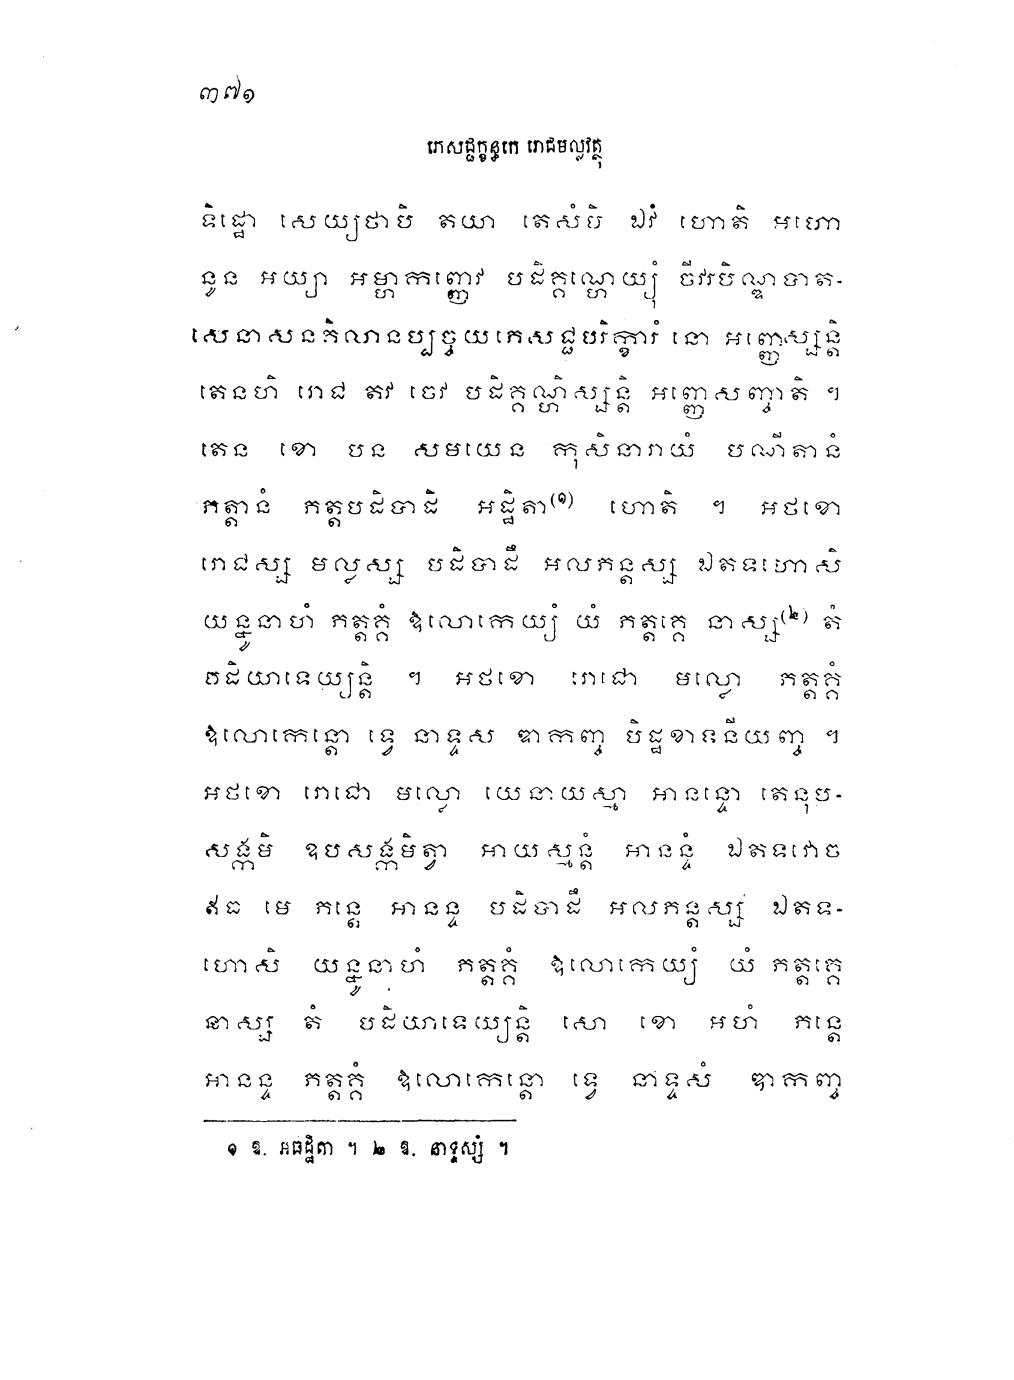 ៣៧១
ភេសជ្ជក្ខន្ធកេ រោជមល្លវត្ថុ
ទិដ្ឋោ សេយ្យថាបិ តយា តេសំបិ ឯវំ ហោតិ អហោ
នូន អយ្យា អម្ហាកញ្ញេវ បដិគ្គណ្ហេយ្យុំ ចីវរបិណ្ឌបាត-
សេនាសនគិលានប្បច្ចយភេសជ្ជបរិក្ខារំ នោ អញ្ញេស្សន្តិ
តេនហិ រោជ តវ ចេវ បដិគ្គណ្ហិស្សន្តិ អញ្ញេសញ្ចាតិ ។
តេន ខោ បន សមយេន កុសិនារាយំ បណីតានំ
ភត្តានំ ភត្តបដិបាដិ អដ្ឋិតា(១) ហោតិ ។ អថខោ
រោជស្ស មល្លស្ស បដិបាដឹ អលភន្តស្ស ឯតទហោសិ
យន្នូនាហំ ភត្តគ្គំ ឱលោកេយ្យំ យំ ភត្តគ្គេ នាស្ស(២) តំ
បដិយាទេយ្យន្តិ ។ អថខោ រោជោ មល្លោ ភត្តគ្គំ
ឱលោកេន្តោ ទ្វេ នាទ្ទស ឌាកញ្ច បិដ្ឋខាទនីយញ្ច ។
អថខោ រោជោ មល្លោ យេនាយស្មា អានន្ទោ តេនុប-
សង្កមិ ឧបសង្កមិត្វា អាយស្មន្តំ អានន្ទំ ឯតទវោច
ឥធ មេ ភន្តេ អានន្ទ បដិបាដឹ អលភន្តស្ស ឯតទ-
ហោសិ យន្នូនាហំ ភត្តគ្គំ ឱលោកេយ្យំ យំ ភត្តគ្គេ
នាស្ស តំ បដិយាទេយ្យន្តិ សោ ខោ អហំ ភន្តេ
អានន្ទ ភត្តគ្គំ ឱលោកេន្តោ ទ្វេ នាទ្ទសំ ឌាកញ្ច
១ ឱ. អធដ្ឋិតា ។ ២ ឱ. នាទ្ទស្សំ ។